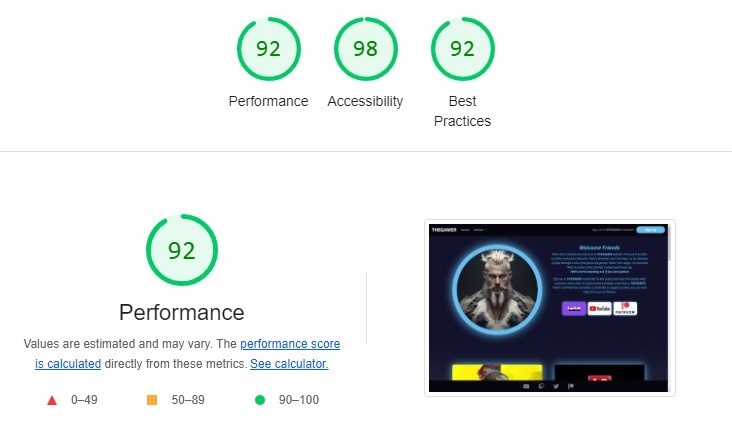 92 98 92
Performance Accessibility Best
Practices
92
Performance
Values are estimated and may vary. The performance score
is calculated directly from these metrics. See calculator.
0–49 50–89 90–100
THEGAMER
Welcome Friends
YouTube
PATREON